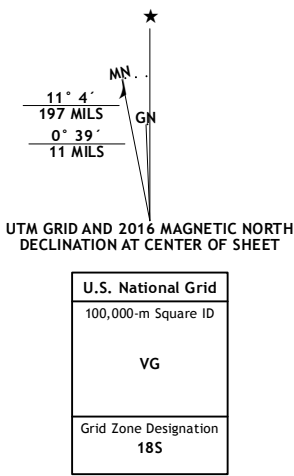 ★
MN
11° 4´
197 MILS
GN
0° 39´
11 MILS
UTM GRID AND 2016 MAGNETIC NORTH
DECLINATION AT CENTER OF SHEET
U.S. National Grid
100,000-m Square ID
VG
Grid Zone Designation
18S